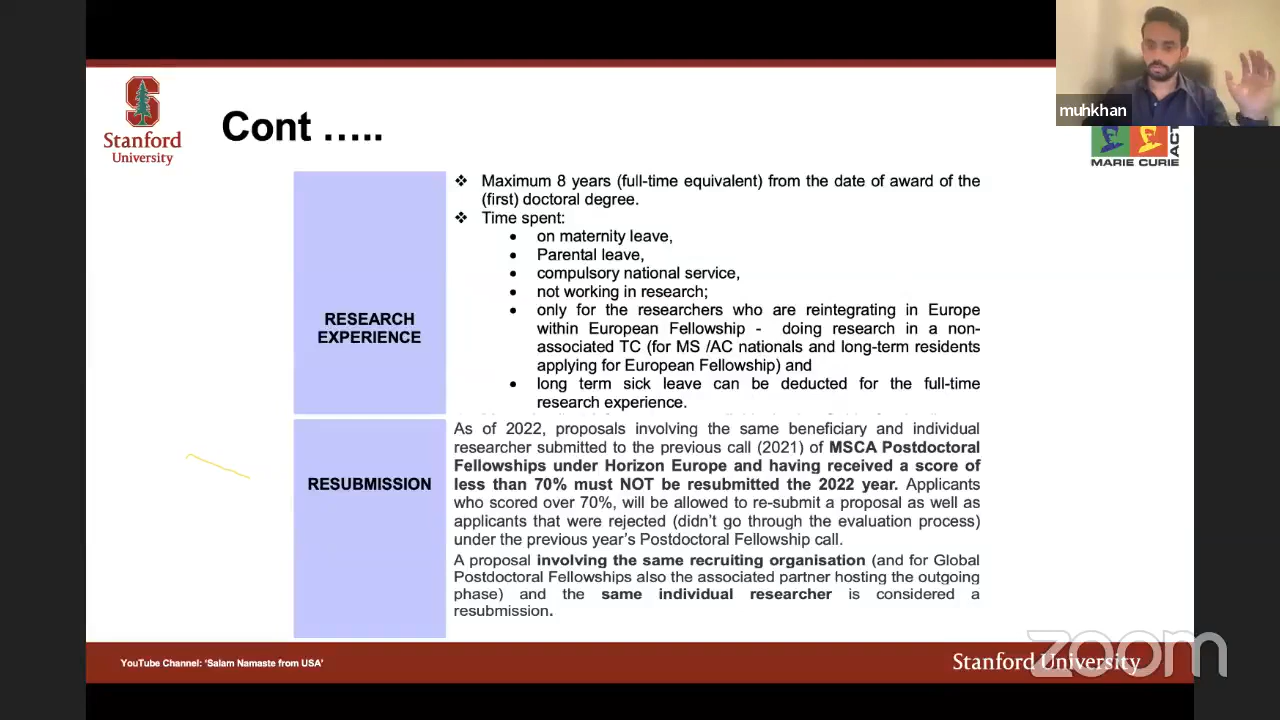 muhkhan
Stanford
University
Cont …..
MARIE CURIE
ACT
❖ Maximum 8 years (full-time equivalent) from the date of award of the
(first) doctoral degree.
❖ Time spent:
• on maternity leave,
• Parental leave,
• compulsory national service,
• not working in research;
• only for the researchers who are reintegrating in Europe
within European Fellowship - doing research in a non-
associated TC (for MS /AC nationals and long-term residents
applying for European Fellowship) and
• long term sick leave can be deducted for the full-time
research experience.
RESEARCH
EXPERIENCE
As of 2022, proposals involving the same beneficiary and individual
researcher submitted to the previous call (2021) of MSCA Postdoctoral
Fellowships under Horizon Europe and having received a score of
less than 70% must NOT be resubmitted the 2022 year. Applicants
who scored over 70%, will be allowed to re-submit a proposal as well as
applicants that were rejected (didn't go through the evaluation process)
under the previous year's Postdoctoral Fellowship call.
RESUBMISSION
A proposal involving the same recruiting organisation (and for Global
Postdoctoral Fellowships also the associated partner hosting the outgoing
phase) and the same individual researcher is considered a
resubmission.
YouTube Channel: 'Salam Namaste from USA'
Stanford University
zoom